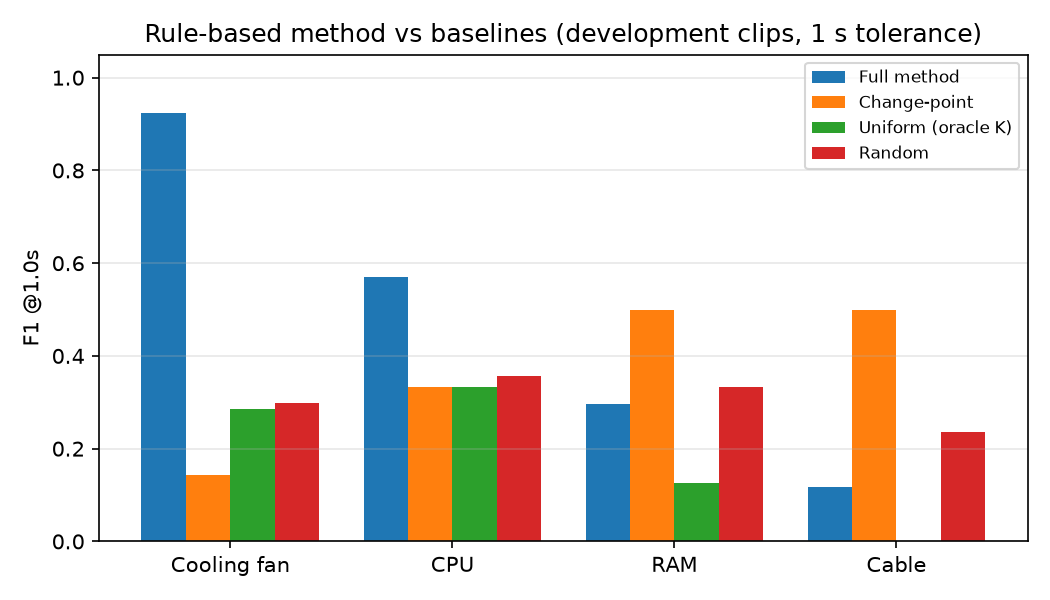 Rule-based method vs baselines (development clips, 1 s tolerance)
F1 @1.0s
1.0
0.8
0.6
0.4
0.2
0.0
Full method
Change-point
Uniform (oracle K)
Random
Cooling fan
CPU
RAM
Cable